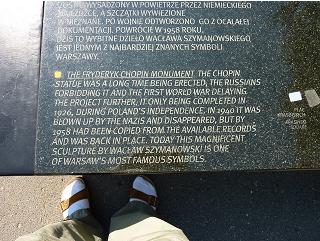 1940 WYSADZONY W POWIETRZE PRZEZ NIEMIECKIEGO
A SZCZĄTKI WYWIEZIONE
W NIEZNANE. PO WOJNIE ODTWORZONO GO Z OCALAŁEJ
DOKUMENTACJI. POWRÓCIŁ W 1958 ROKU.
DZIŚ TO WYBITNE DZIEŁO WACŁAWA SZYMANOWSKIEGO,
JEST JEDNYM Z NAJBARDZIEJ ZNANYCH SYMBOLI
WARSZAWY.
THE FRYDERYK CHOPIN MONUMENT. THE CHOPIN
STATUE WAS A LONG TIME BEING ERECTED, THE RUSSIANS
FORBIDDING IT AND THE FIRST WORLD WAR DELAYING
THE PROJECT FURTHER, IT ONLY BEING COMPLETED IN
1926, DURING POLAND'S INDEPENDENCE. IN 1940 IT WAS
BLOWN UP BY THE NAZIS AND DISAPPEARED, BUT BY
1958 HAD BEEN COPIED FROM THE AVAILABLE RECORDS
AND WAS BACK IN PLACE. TODAY THIS MAGNIFICENT
SCULPTURE BY WACŁAW SZYMANOWSKI IS ONE
OF WARSAW'S MOST FAMOUS SYMBOLS.
PLAC